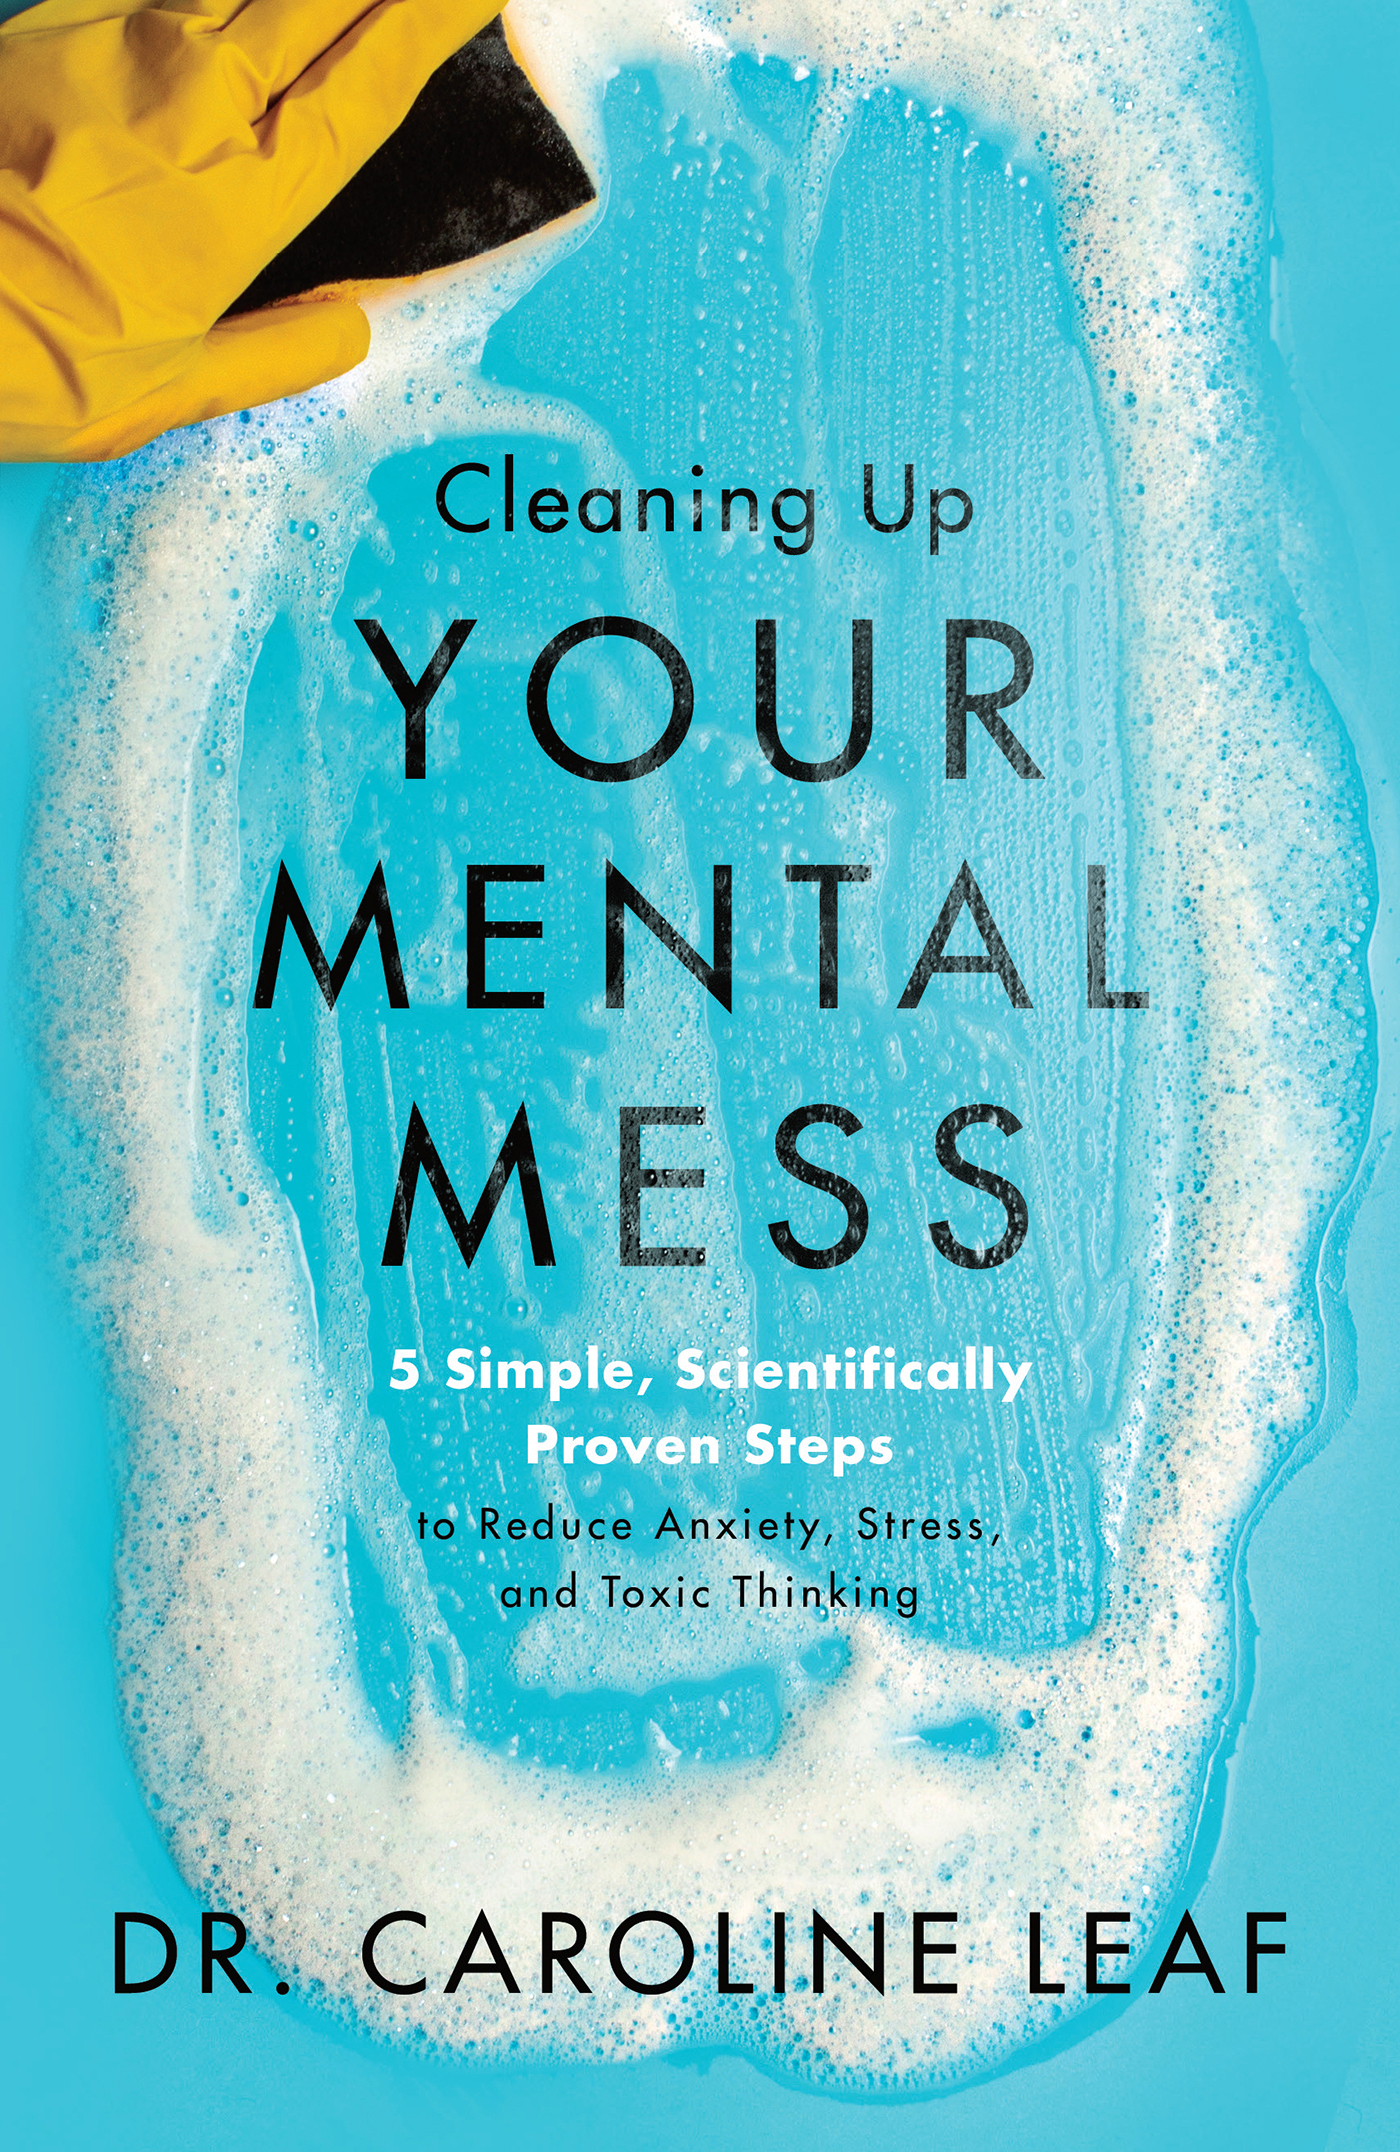 Cleaning Up
YOUR
MENTAL
MESS
5 Simple, Scientifically
Proven Steps
to Reduce Anxiety, Stress,
and Toxic Thinking
DR. CAROLINE LEAF